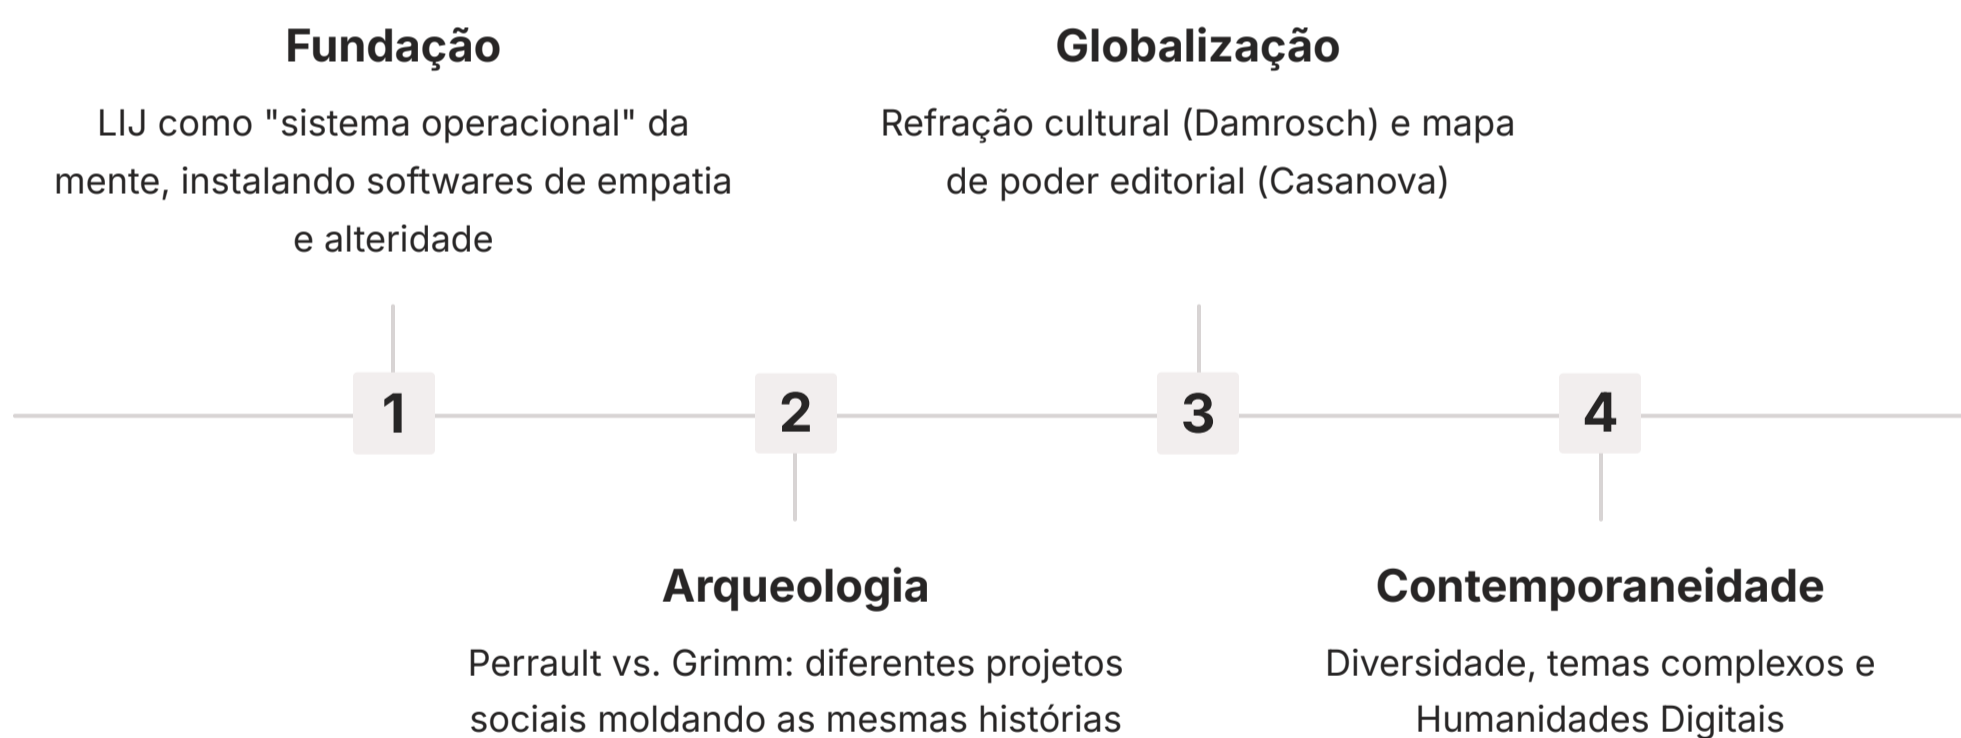 Fundação
LIJ como "sistema operacional" da
mente, instalando softwares de empatia
e alteridade
Globalização
Refração cultural (Damrosch) e mapa
de poder editorial (Casanova)
1
2
3
4
Arqueologia
Perrault vs. Grimm: diferentes projetos
sociais moldando as mesmas histórias
Contemporaneidade
Diversidade, temas complexos e
Humanidades Digitais